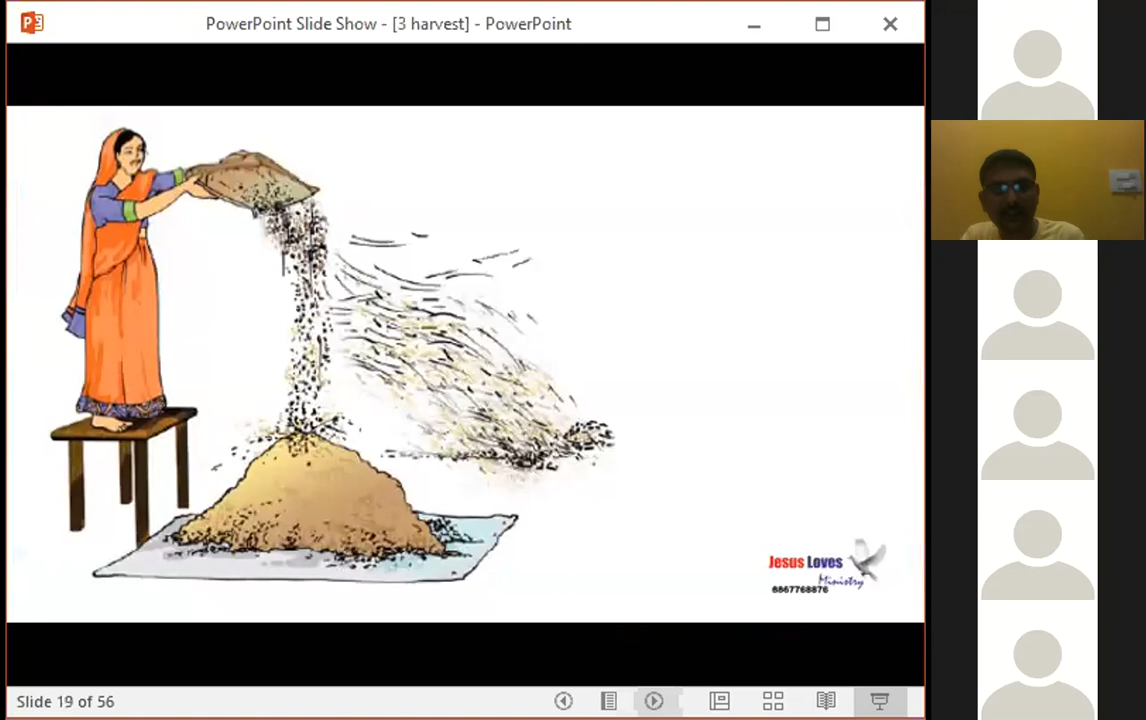 PowerPoint Slide Show - [3 harvest] - PowerPoint
Jesus Loves
Ministry
8867768876
Slide 19 of 56